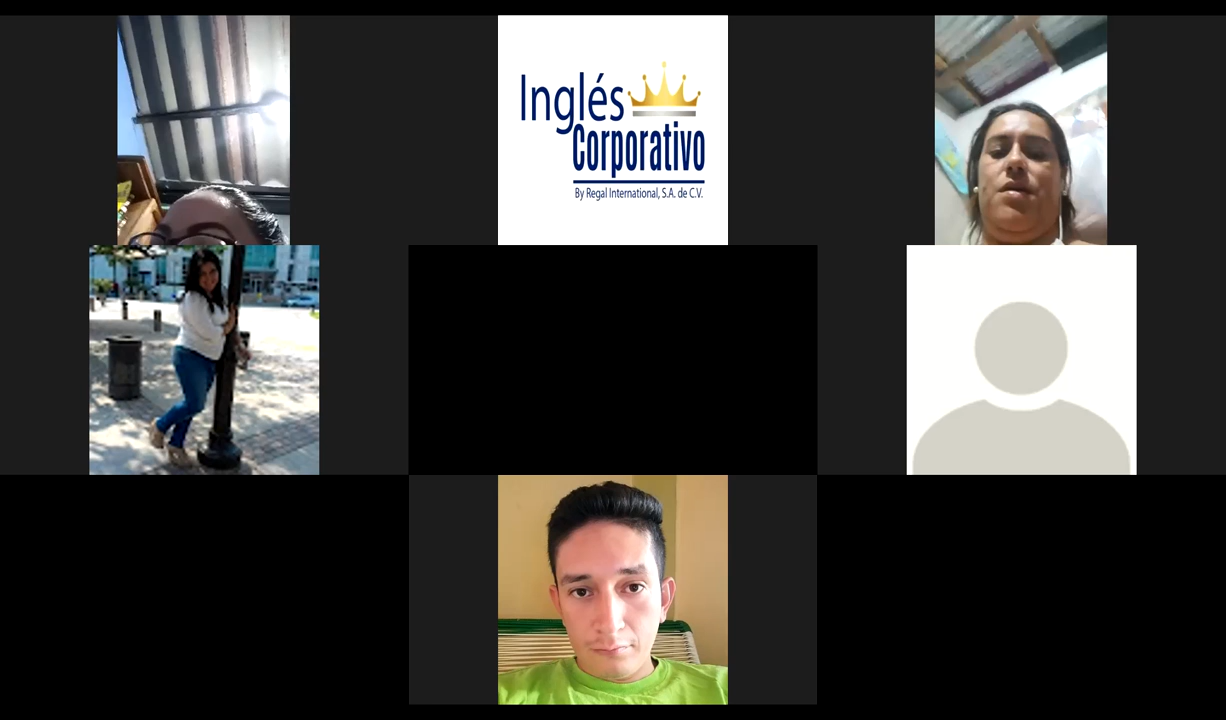 Inglés
Corporativo
By Regal International, S.A. de C.V.